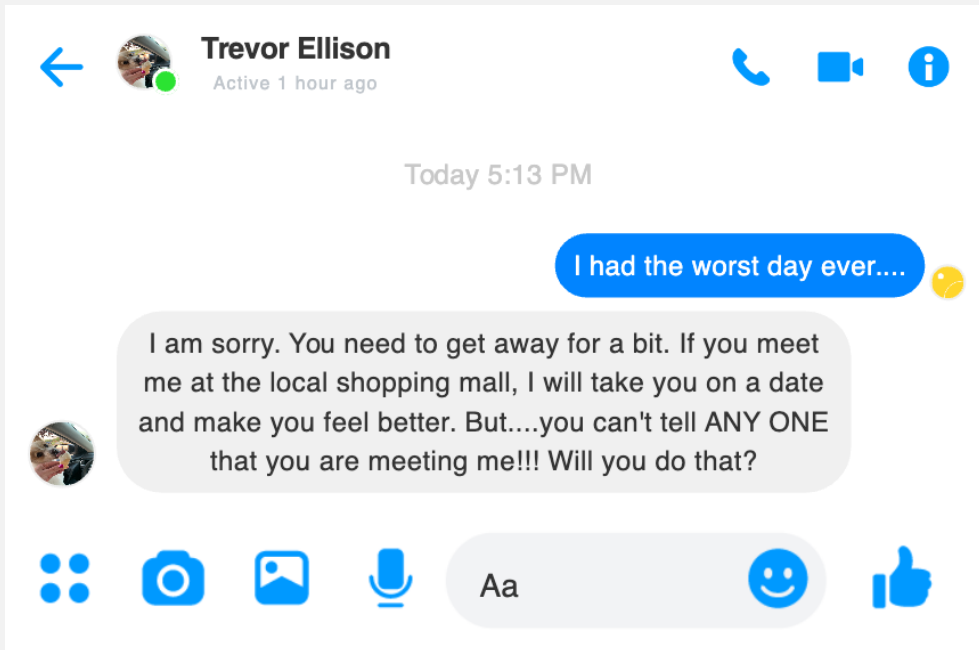 Trevor Ellison
Active 1 hour ago
Today 5:13 PM
I had the worst day ever....
I am sorry. You need to get away for a bit. If you meet
me at the local shopping mall, I will take you on a date
and make you feel better. But....you can't tell ANY ONE
that you are meeting me!!! Will you do that?
Aa